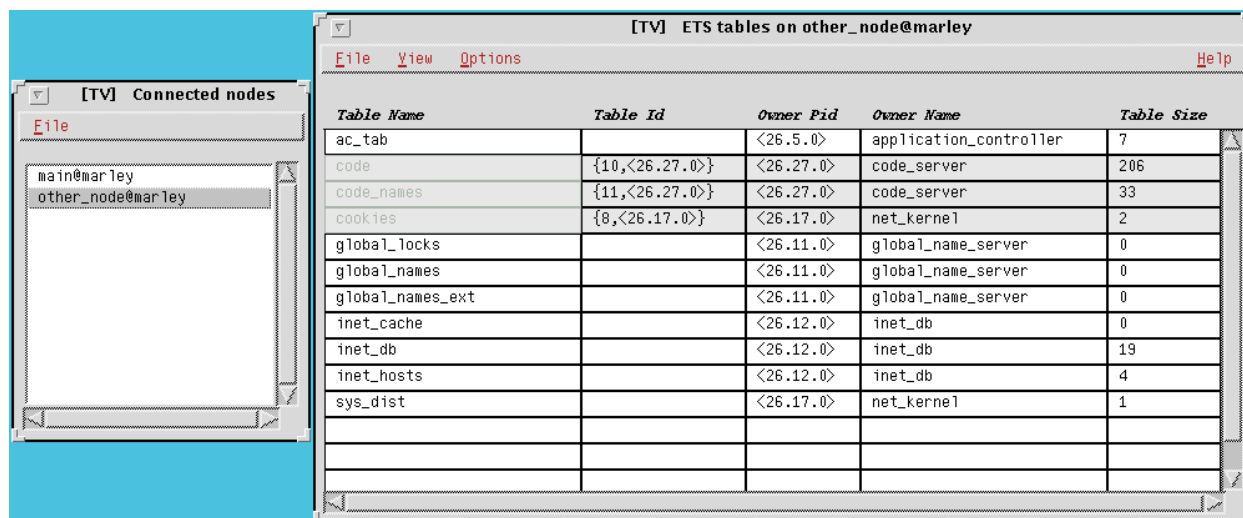 [TV] Connected nodes
File
main@marley
other_node@marley
[TV] ETS tables on other_node@marley
File View Options Help
Table Name Table Id Owner Pid Owner Name Table Size
ac_tab <26.5.0> application_controller 7
code {10,<26.27.0>} <26.27.0> code_server 206
code_names {11,<26.27.0>} <26.27.0> code_server 33
cookies {8,<26.17.0>} <26.17.0> net_kernel 2
global_locks <26.11.0> global_name_server 0
global_names <26.11.0> global_name_server 0
global_names_ext <26.11.0> global_name_server 0
inet_cache <26.12.0> inet_db 0
inet_db <26.12.0> inet_db 19
inet_hosts <26.12.0> inet_db 4
sys_dist <26.17.0> net_kernel 1